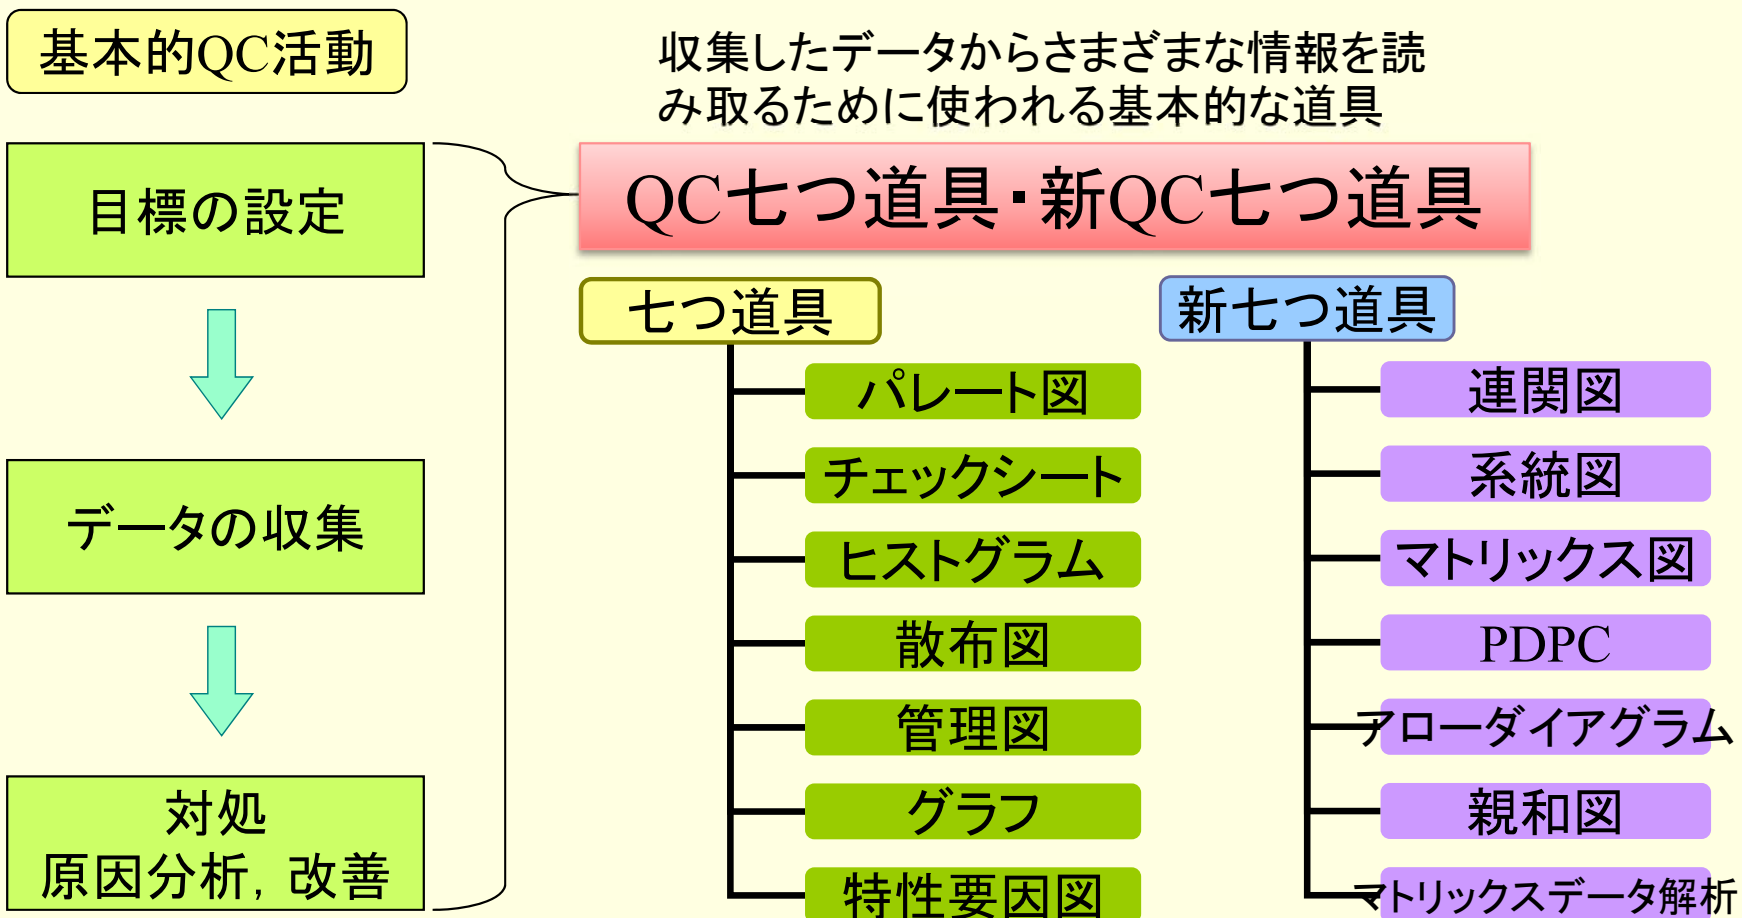 基本的QC活動
収集したデータからさまざまな情報を読
み取るために使われる基本的な道具
目標の設定
データの収集
対処
原因分析, 改善
QC七つ道具・新QC七つ道具
七つ道具
パレート図
チェックシート
ヒストグラム
散布図
管理図
グラフ
特性要因図
新七つ道具
連関図
系統図
マトリックス図
PDPC
アローダイアグラム
親和図
マトリックスデータ解析